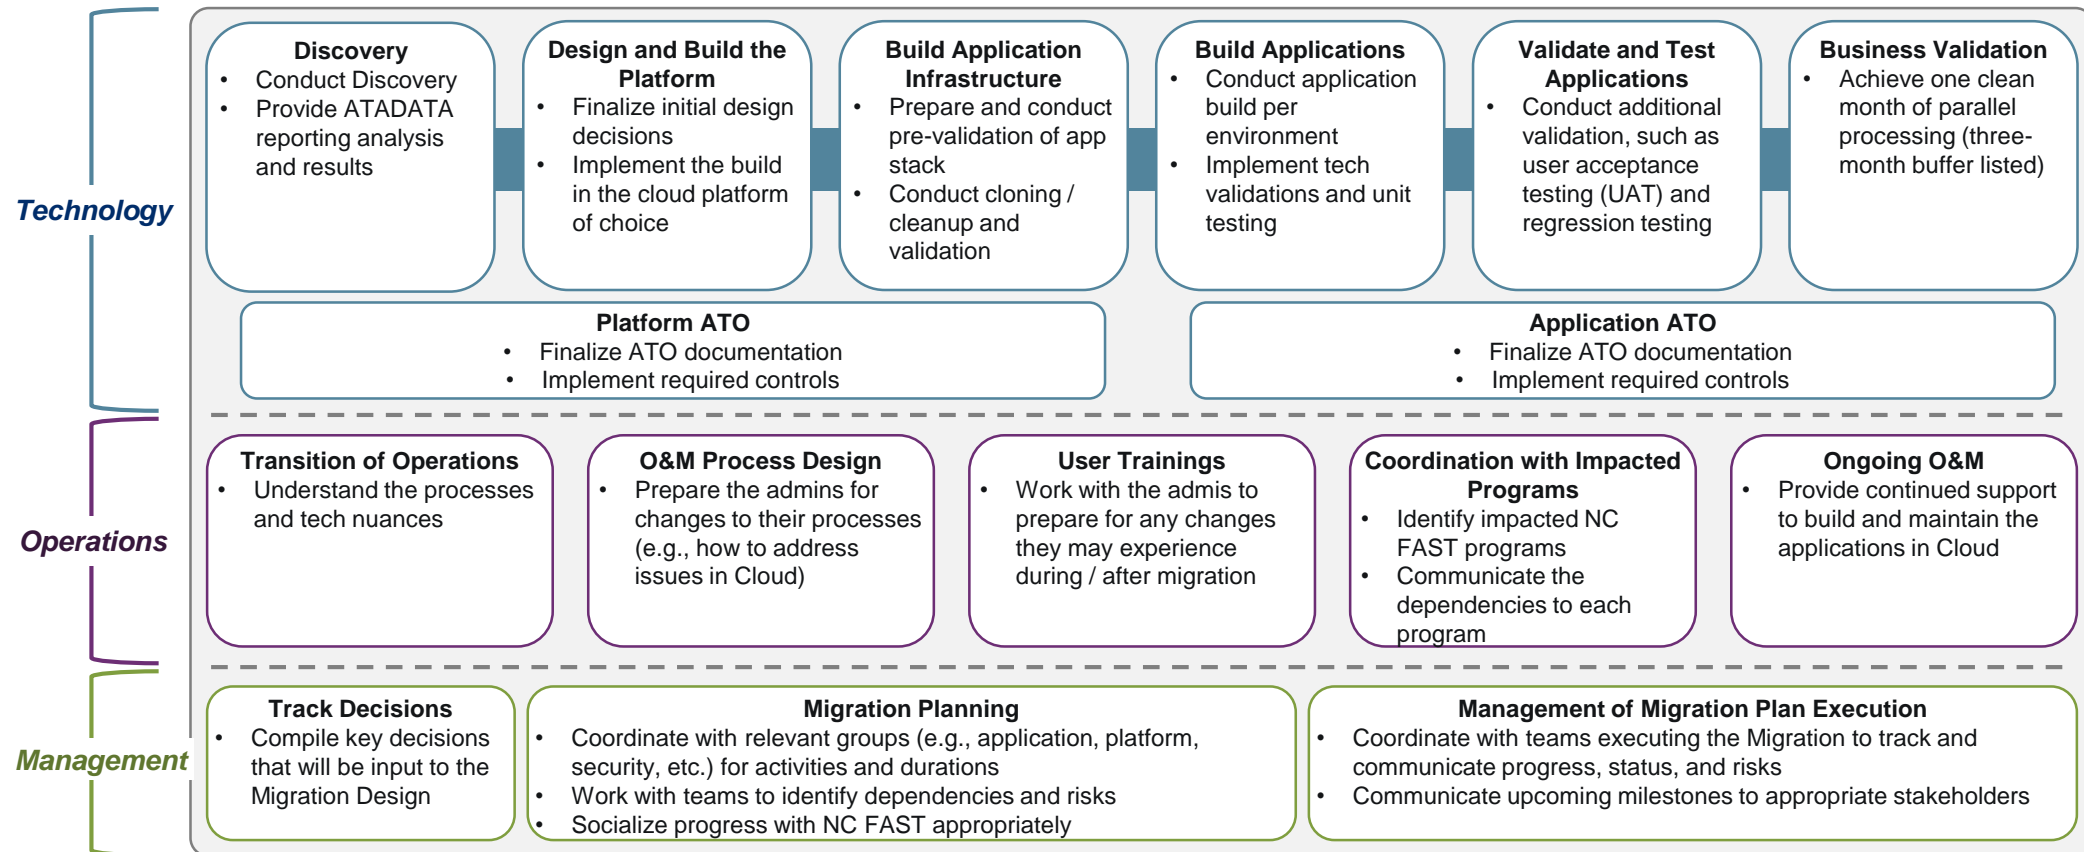 Technology
Discovery
• Conduct Discovery
• Provide ATADATA
reporting analysis
and results
Design and Build the
Platform
• Finalize initial design
decisions
• Implement the build
in the cloud platform
of choice
Build Application
Infrastructure
• Prepare and conduct
pre-validation of app
stack
• Conduct cloning /
cleanup and
validation
Build Applications
• Conduct application
build per
environment
• Implement tech
validations and unit
testing
Validate and Test
Applications
• Conduct additional
validation, such as
user acceptance
testing (UAT) and
regression testing
Business Validation
• Achieve one clean
month of parallel
processing (three-
month buffer listed)
Platform ATO
• Finalize ATO documentation
• Implement required controls
Application ATO
• Finalize ATO documentation
• Implement required controls
Operations
Transition of Operations
• Understand the processes
and tech nuances
O&M Process Design
• Prepare the admins for
changes to their processes
(e.g., how to address
issues in Cloud)
User Trainings
• Work with the admis to
prepare for any changes
they may experience
during / after migration
Coordination with Impacted
Programs
• Identify impacted NC
FAST programs
• Communicate the
dependencies to each
program
Ongoing O&M
• Provide continued support
to build and maintain the
applications in Cloud
Management
Track Decisions
• Compile key decisions
that will be input to the
Migration Design
Migration Planning
• Coordinate with relevant groups (e.g., application, platform,
security, etc.) for activities and durations
• Work with teams to identify dependencies and risks
• Socialize progress with NC FAST appropriately
Management of Migration Plan Execution
• Coordinate with teams executing the Migration to track and
communicate progress, status, and risks
• Communicate upcoming milestones to appropriate stakeholders